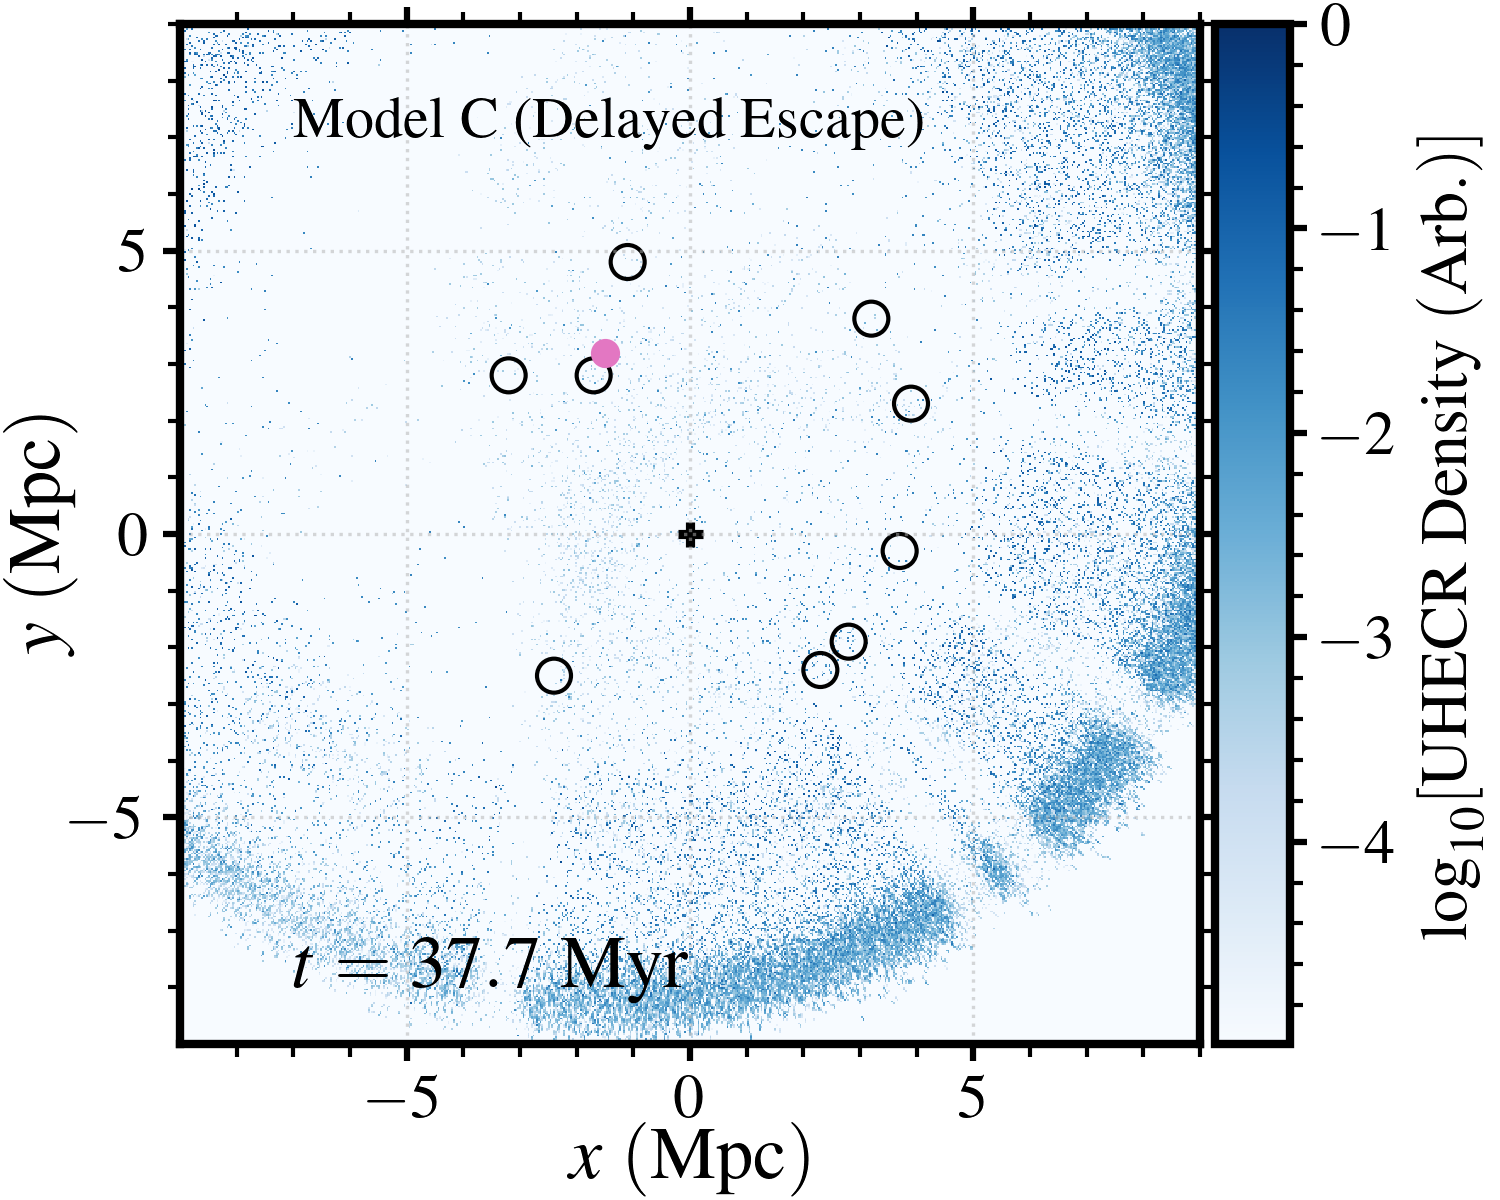 Model C (Delayed Escape)
t = 37.7 Myr
5
0
−5
y (Mpc)
−5
0
5
x (Mpc)
0
−1
−2
−3
−4
log10[UHECR Density (Arb.)]